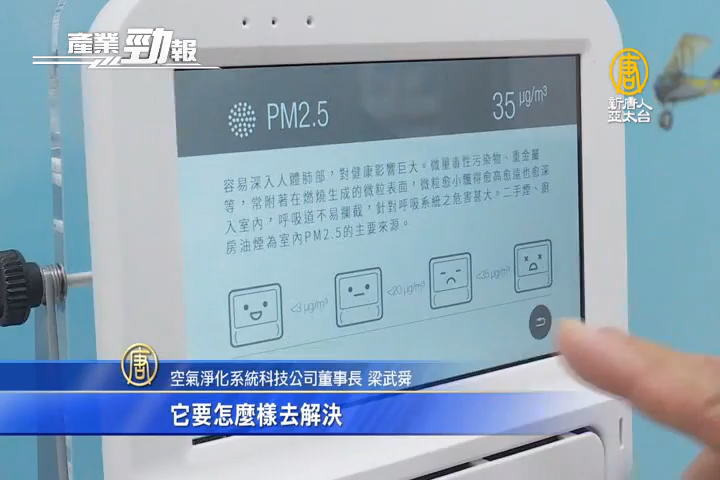 產業勁報
唐
新唐人
亞太台
PM2.5
35 μg/m³
容易深入人體肺部，對健康影響巨大。微量毒性污染物、重金屬
等，常附著在燃燒生成的微粒表面，微粒愈小飄得愈高愈遠也愈深
入室內，呼吸道不易攔截，針對呼吸系統之危害甚大。二手煙、廚
房油煙為室內PM2.5的主要來源。
<3 μg/m³ <20 μg/m³ <35 μg/m³
唐
空氣淨化系統科技公司董事長 梁武舜
它要怎麼樣去解決